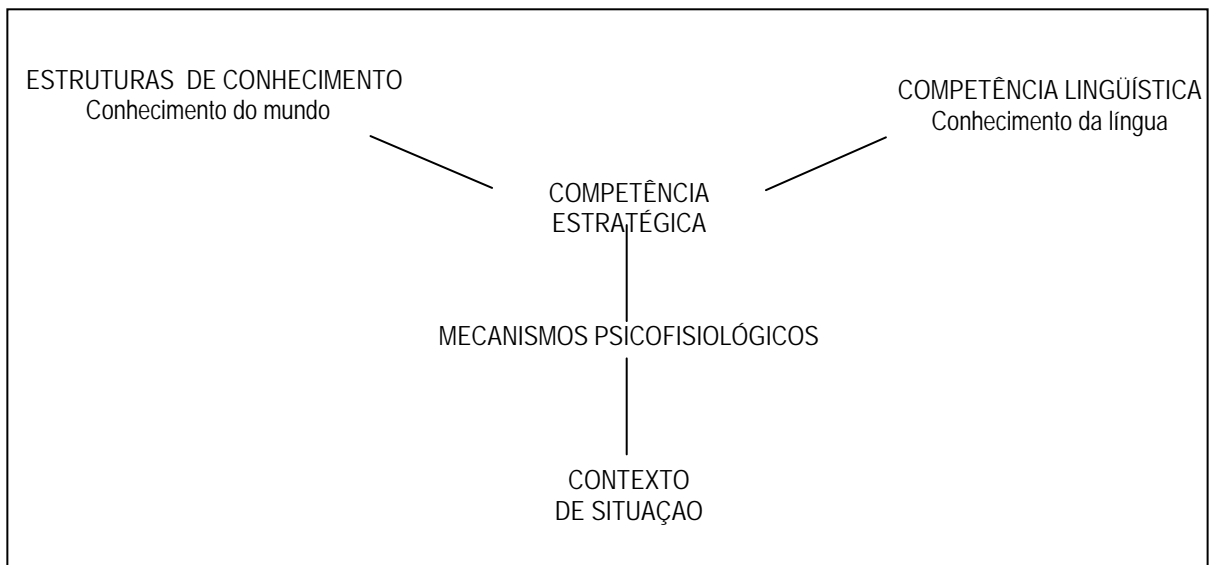 ESTRUTURAS DE CONHECIMENTO
Conhecimento do mundo
COMPETÊNCIA LINGÜÍSTICA
Conhecimento da língua
COMPETÊNCIA
ESTRATÉGICA
MECANISMOS PSICOFISIOLÓGICOS
CONTEXTO
DE SITUAÇAO